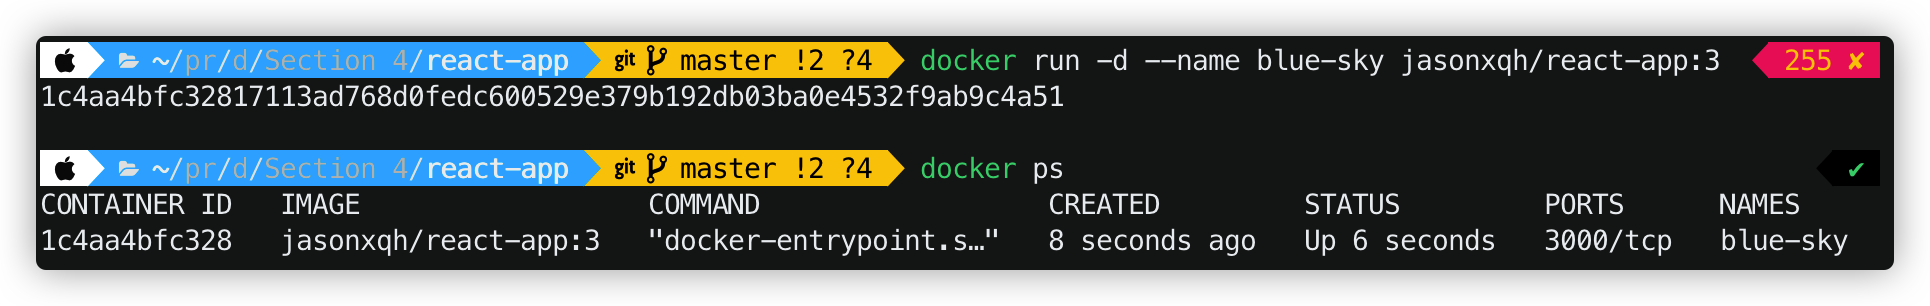 ~/pr/d/Section 4/react-app git master !2 ?4 docker run -d --name blue-sky jasonxqh/react-app:3 255 ✘
1c4aa4bfc32817113ad768d0fedc600529e379b192db03ba0e4532f9ab9c4a51
~/pr/d/Section 4/react-app git master !2 ?4 docker ps ✔
CONTAINER ID IMAGE COMMAND CREATED STATUS PORTS NAMES
1c4aa4bfc328 jasonxqh/react-app:3 "docker-entrypoint.s…" 8 seconds ago Up 6 seconds 3000/tcp blue-sky